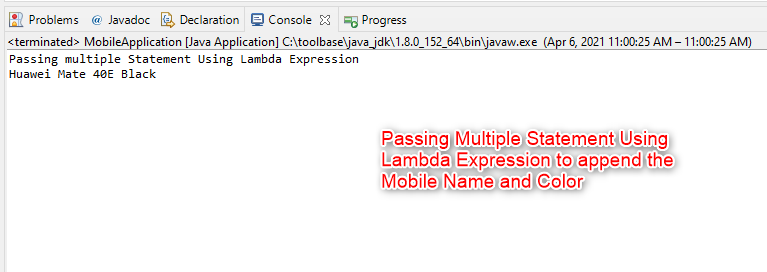 Problems @ Javadoc Declaration Console Progress
<terminated> MobileApplication [Java Application] C:\toolbase\java_jdk\1.8.0_152_64\bin\javaw.exe (Apr 6, 2021 11:00:25 AM – 11:00:25 AM)
Passing multiple Statement Using Lambda Expression
Huawei Mate 40E Black
Passing Multiple Statement Using
Lambda Expression to append the
Mobile Name and Color